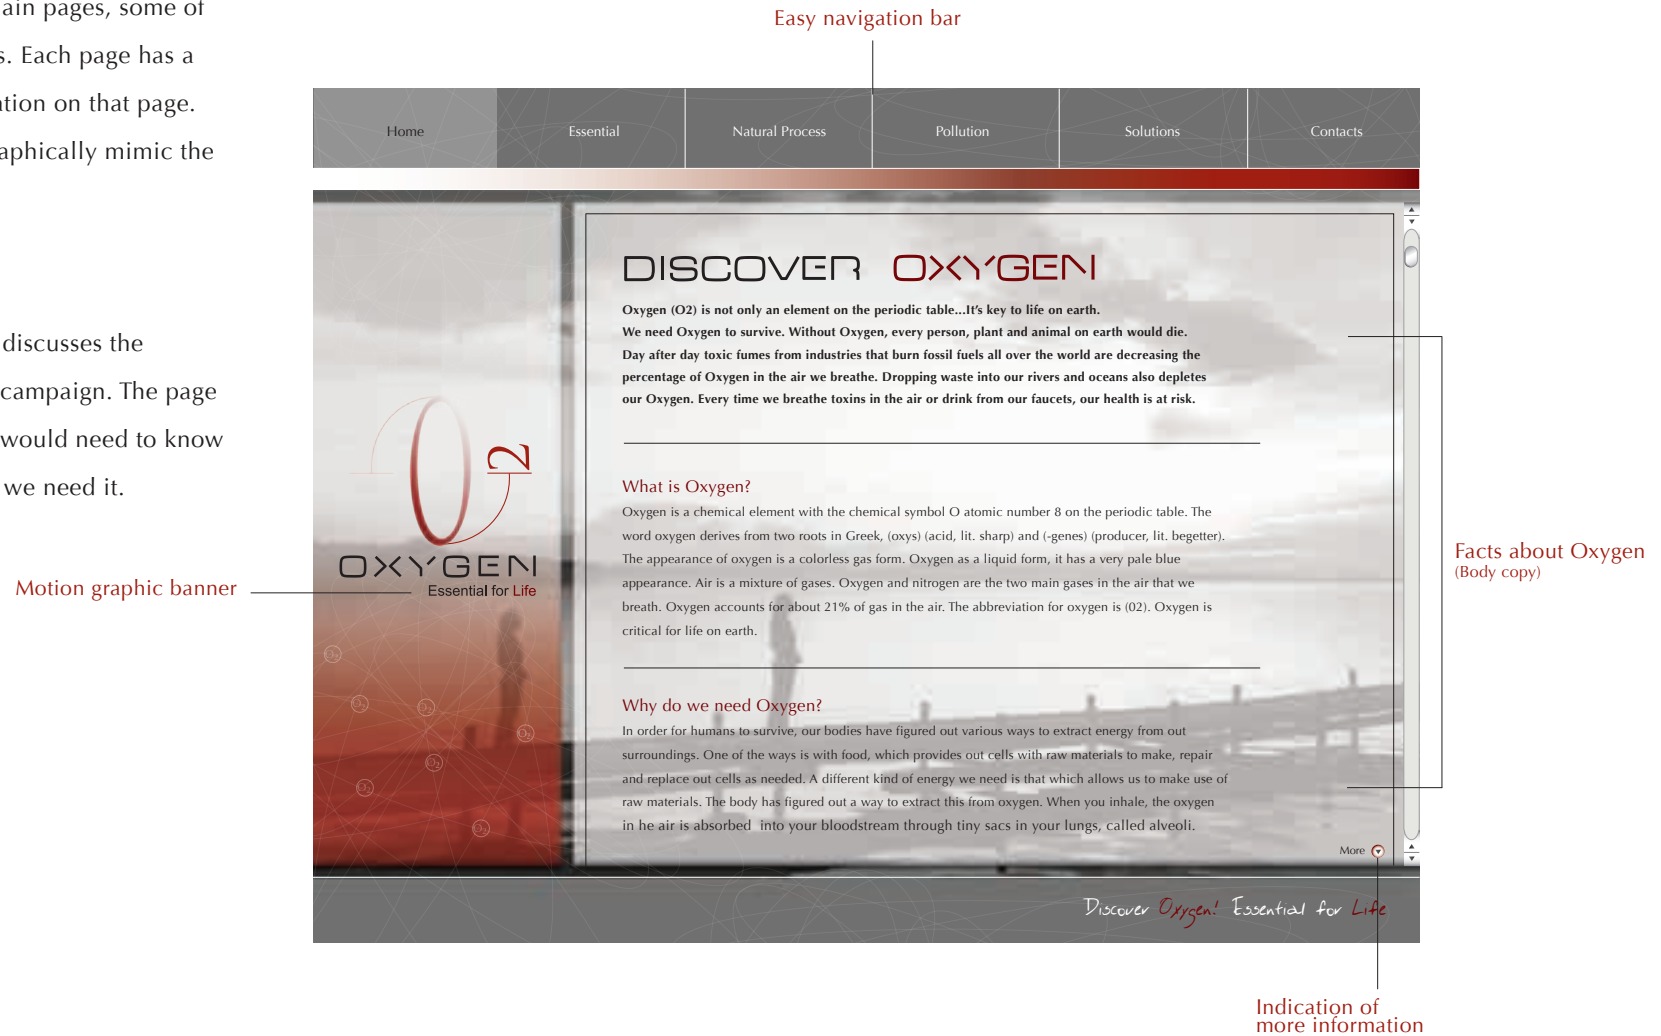 ain pages, some of
s. Each page has a
ation on that page.
raphically mimic the
discusses the
campaign. The page
would need to know
we need it.
Easy navigation bar
Home
Essential
Natural Process
Pollution
Solutions
Contacts
O2
OXYGEN
Essential for Life
Motion graphic banner
O2
O2
O2
O2
O2
O2
O2
DISCOVER OXYGEN
Oxygen (O2) is not only an element on the periodic table...It's key to life on earth.
We need Oxygen to survive. Without Oxygen, every person, plant and animal on earth would die.
Day after day toxic fumes from industries that burn fossil fuels all over the world are decreasing the
percentage of Oxygen in the air we breathe. Dropping waste into our rivers and oceans also depletes
our Oxygen. Every time we breathe toxins in the air or drink from our faucets, our health is at risk.
What is Oxygen?
Oxygen is a chemical element with the chemical symbol O atomic number 8 on the periodic table. The
word oxygen derives from two roots in Greek, (oxys) (acid, lit. sharp) and (-genes) (producer, lit. begetter).
The appearance of oxygen is a colorless gas form. Oxygen as a liquid form, it has a very pale blue
appearance. Air is a mixture of gases. Oxygen and nitrogen are the two main gases in the air that we
breath. Oxygen accounts for about 21% of gas in the air. The abbreviation for oxygen is (02). Oxygen is
critical for life on earth.
Why do we need Oxygen?
In order for humans to survive, our bodies have figured out various ways to extract energy from out
surroundings. One of the ways is with food, which provides out cells with raw materials to make, repair
and replace out cells as needed. A different kind of energy we need is that which allows us to make use of
raw materials. The body has figured out a way to extract this from oxygen. When you inhale, the oxygen
in he air is absorbed into your bloodstream through tiny sacs in your lungs, called alveoli.
More
Discover Oxygen! Essential for Life
Facts about Oxygen
(Body copy)
Indication of
more information